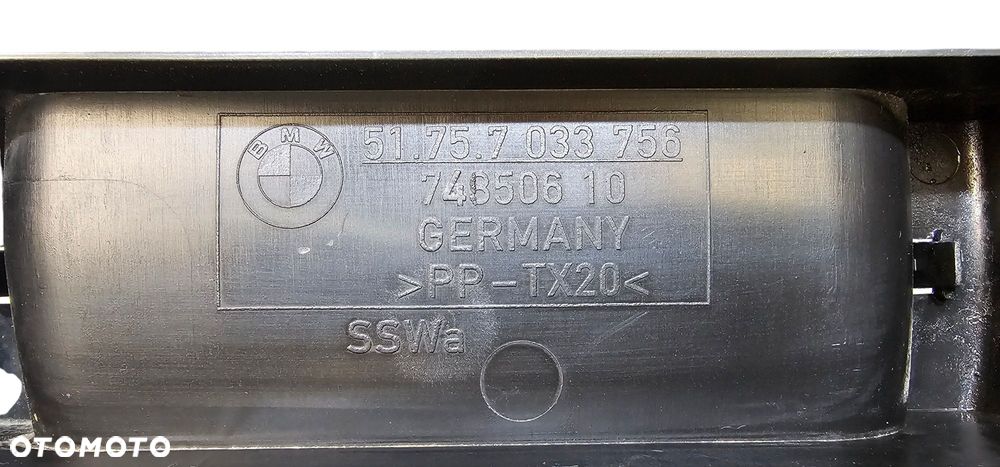 BMW
51.75.7 033 756
748506 10
GERMANY
>PP-TX20<
SSWa
OTOMOTO